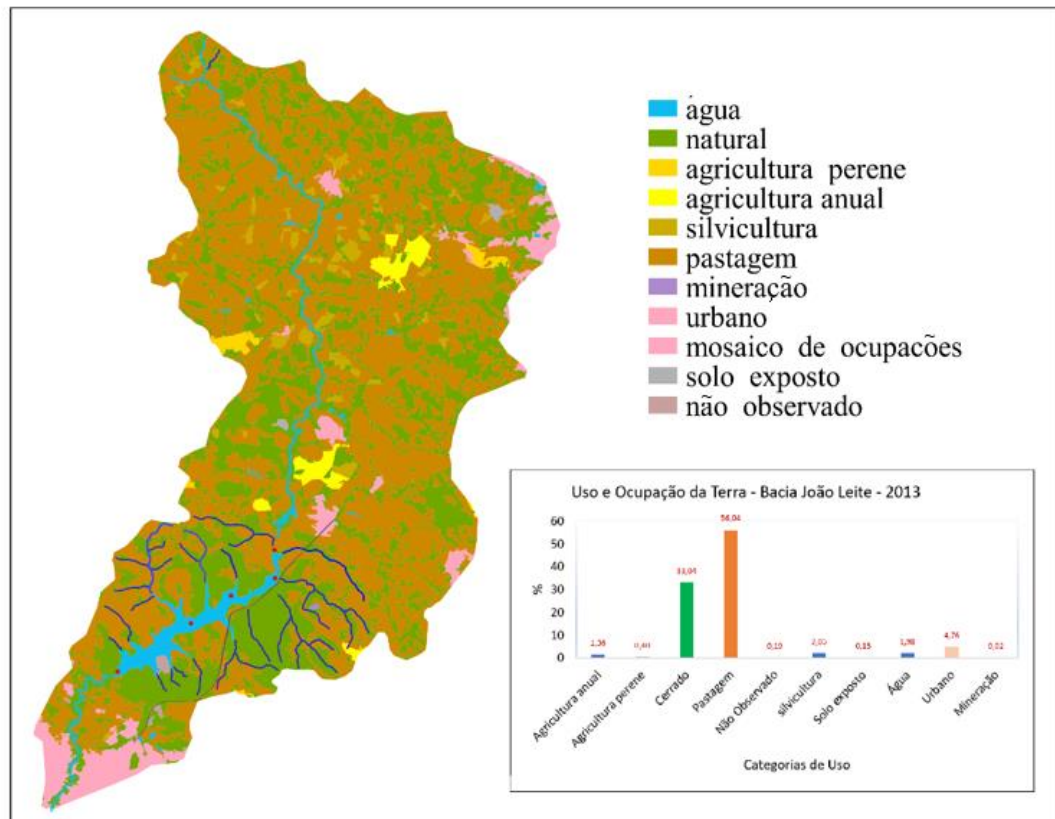 água
natural
agricultura perene
agricultura anual
silvicultura
pastagem
mineração
urbano
mosaico de ocupacões
solo exposto
não observado
Uso e Ocupação da Terra - Bacia João Leite - 2013
%
60
50
40
30
20
10
0
1,36
0,40
33,04
56,04
0,19
2,05
0,15
1,98
4,76
0,02
Agricultura anual
Agricultura perene
Cerrado
Pastagem
Não Observado
silvicultura
Solo exposto
Água
Urbano
Mineração
Categorias de Uso